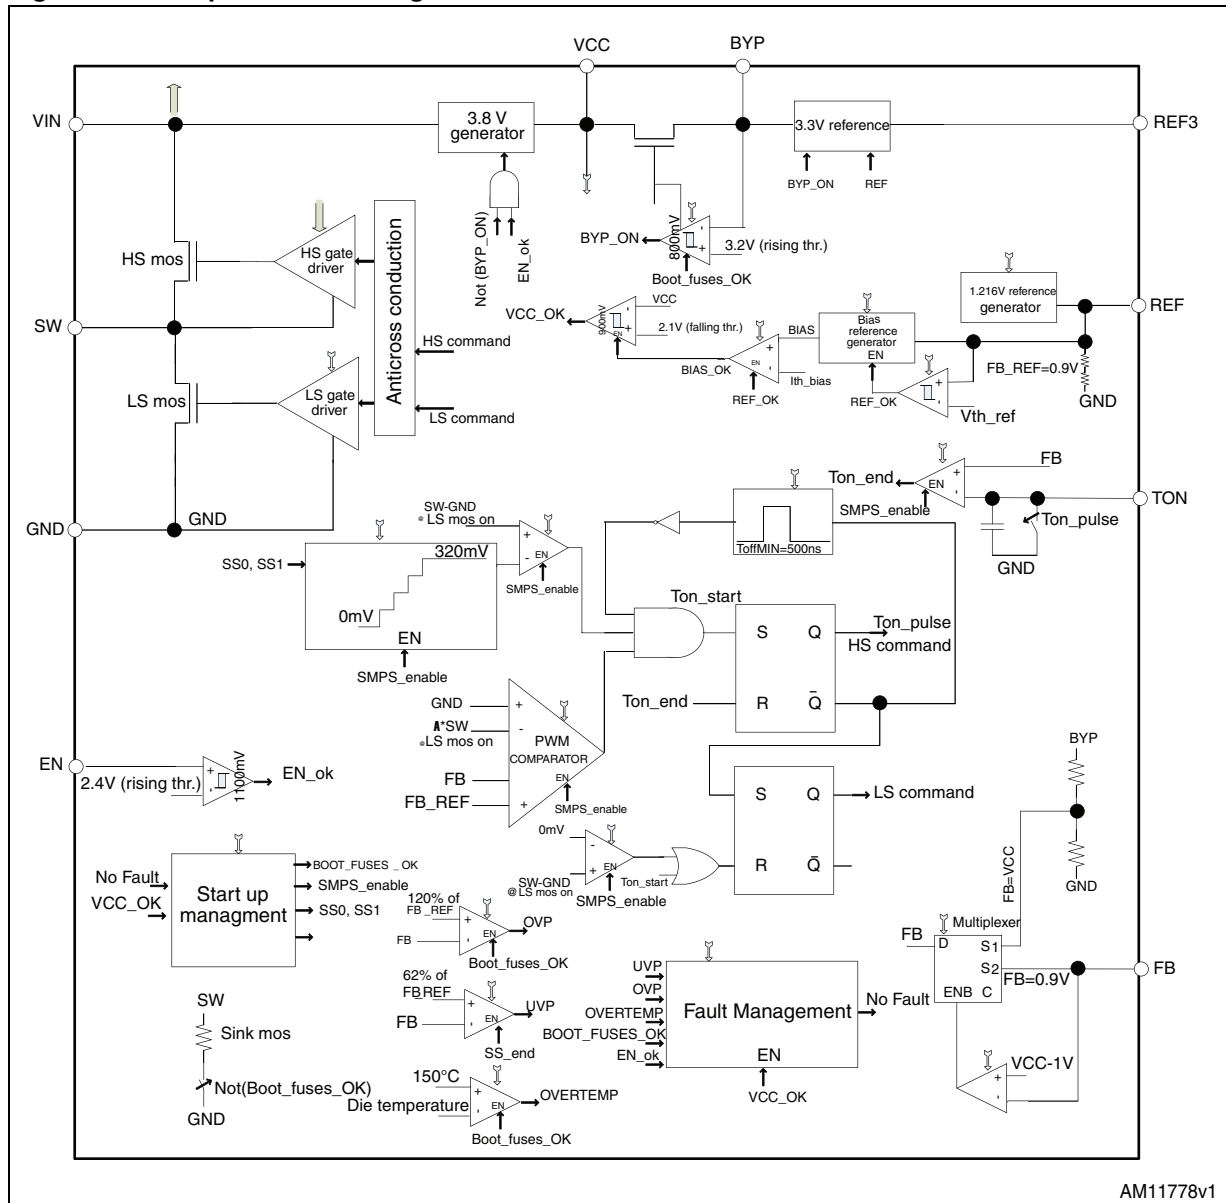 VCC
BYP
VIN
3.8 V
generator
3.3V reference
REF3
BYP_ON
REF
Not (BYP_ON)
EN_ok
HS mos
HS gate
driver
Anticross conduction
BYP_ON
800mV
-
+
3.2V (rising thr.)
Boot_fuses_OK
1.216V reference
generator
REF
SW
VCC_OK
900mV
-
+
EN
VCC
2.1V (falling thr.)
BIAS
Bias
reference
generator
EN
HS command
BIAS_OK
+
-
EN
Ith_bias
REF_OK
REF_OK
+
-
Vth_ref
FB_REF=0.9V
GND
LS mos
LS gate
driver
LS command
Ton_end
EN
+
-
FB
SMPS_enable
TON
Ton_pulse
GND
GND
GND
SW-GND
@ LS mos on
+
-
EN
SMPS_enable
SS0, SS1
320mV
0mV
EN
SMPS_enable
ToffMIN=500ns
Ton_start
S
Q
Ton_pulse
HS command
Ton_end
R
Q̄
GND
+
A*SW
-
@LS mos on
PWM
COMPARATOR
FB
EN
FB_REF
+
SMPS_enable
EN
2.4V (rising thr.)
+
-
1100mV
EN_ok
S
Q
LS command
R
Q̄
0mV
-
+
EN
SW-GND
@LS mos on
Ton_start
SMPS_enable
BYP
GND
FB=VCC
No Fault
VCC_OK
Start up
managment
BOOT_FUSES _OK
SMPS_enable
SS0, SS1
120% of
FB_REF
+
-
EN
FB
OVP
Boot_fuses_OK
62% of
FB REF
+
-
EN
FB
UVP
SS_end
150°C
+
-
EN
Die temperature
OVERTEMP
Boot_fuses_OK
SW
Sink mos
Not(Boot_fuses_OK)
GND
UVP
OVP
OVERTEMP
BOOT_FUSES_OK
EN_ok
Fault Management
EN
VCC_OK
No Fault
Multiplexer
FB
D
S1
S2
ENB
C
FB=0.9V
FB
VCC-1V
+
-
AM11778v1